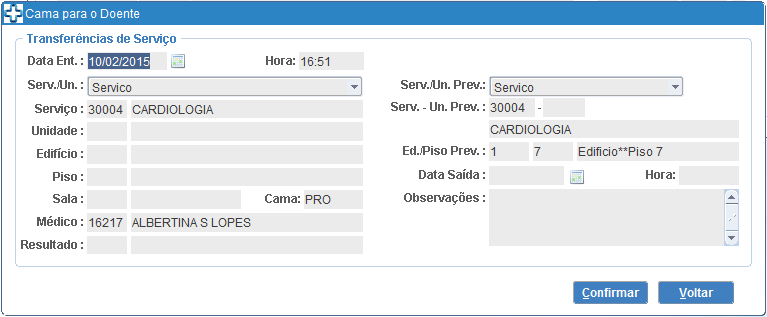 Cama para o Doente
Transferências de Serviço
Data Ent. : 10/02/2015 Hora: 16:51
Serv./Un. : Servico Serv./Un. Prev.: Servico
Serviço : 30004 CARDIOLOGIA Serv. - Un. Prev. : 30004 -
Unidade : CARDIOLOGIA
Edifício : Ed./Piso Prev. : 1 7 Edificio**Piso 7
Piso : Data Saída : Hora:
Sala : Cama: PRO Observações :
Médico : 16217 ALBERTINA S LOPES
Resultado :
Confirmar Voltar